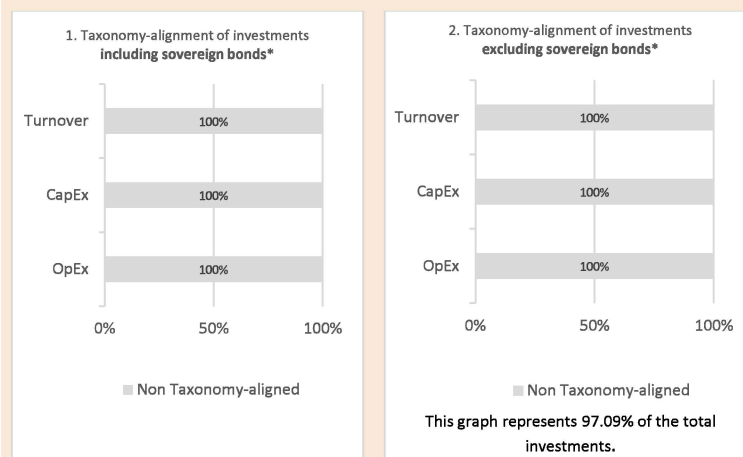 1. Taxonomy-alignment of investments
including sovereign bonds*
Turnover
100%
CapEx
100%
OpEx
100%
0%
50%
100%
Non Taxonomy-aligned
2. Taxonomy-alignment of investments
excluding sovereign bonds*
Turnover
100%
CapEx
100%
OpEx
100%
0%
50%
100%
Non Taxonomy-aligned
This graph represents 97.09% of the total
investments.